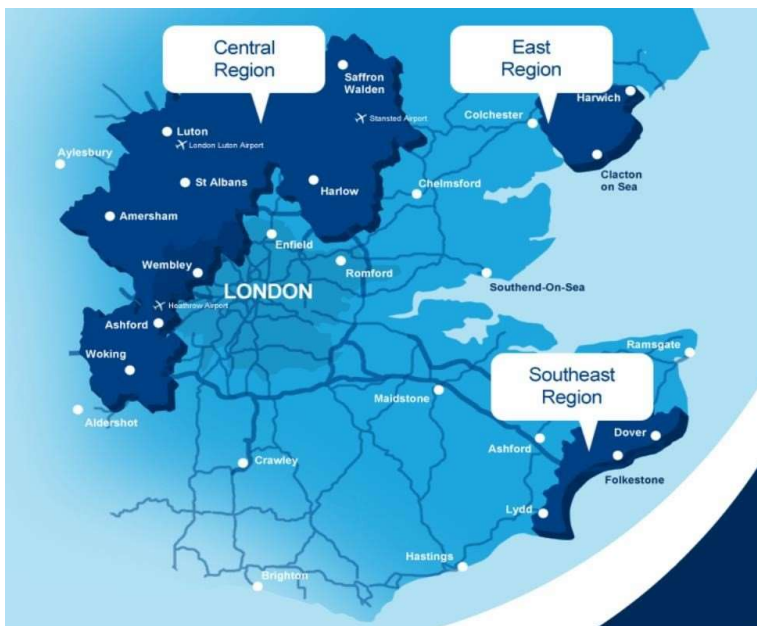 Central
Region
East
Region
Saffron
Walden
Harwich
Stansted Airport
Colchester
Luton
London Luton Airport
Aylesbury
Clacton
on Sea
St Albans
Harlow
Chelmsford
Amersham
Enfield
Wembley
Romford
Southend-On-Sea
LONDON
Heathrow Airport
Ashford
Woking
Ramsgate
Southeast
Region
Maidstone
Aldershot
Dover
Ashford
Crawley
Folkestone
Lydd
Hastings
Brighton